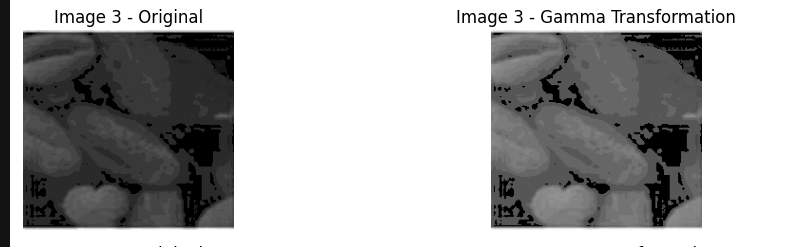 Image 3 - Original
Image 3 - Gamma Transformation